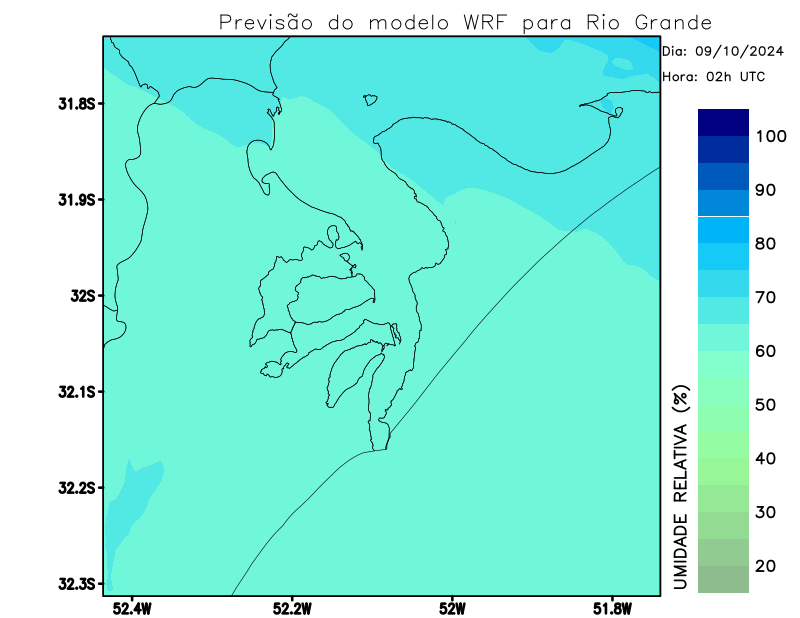 Previsão do modelo WRF para Rio Grande
Dia: 09/10/2024
Hora: 02h UTC
31.8S
31.9S
32S
32.1S
32.2S
32.3S
52.4W
52.2W
52W
51.8W
100
90
80
70
60
50
40
30
20
UMIDADE RELATIVA (%)